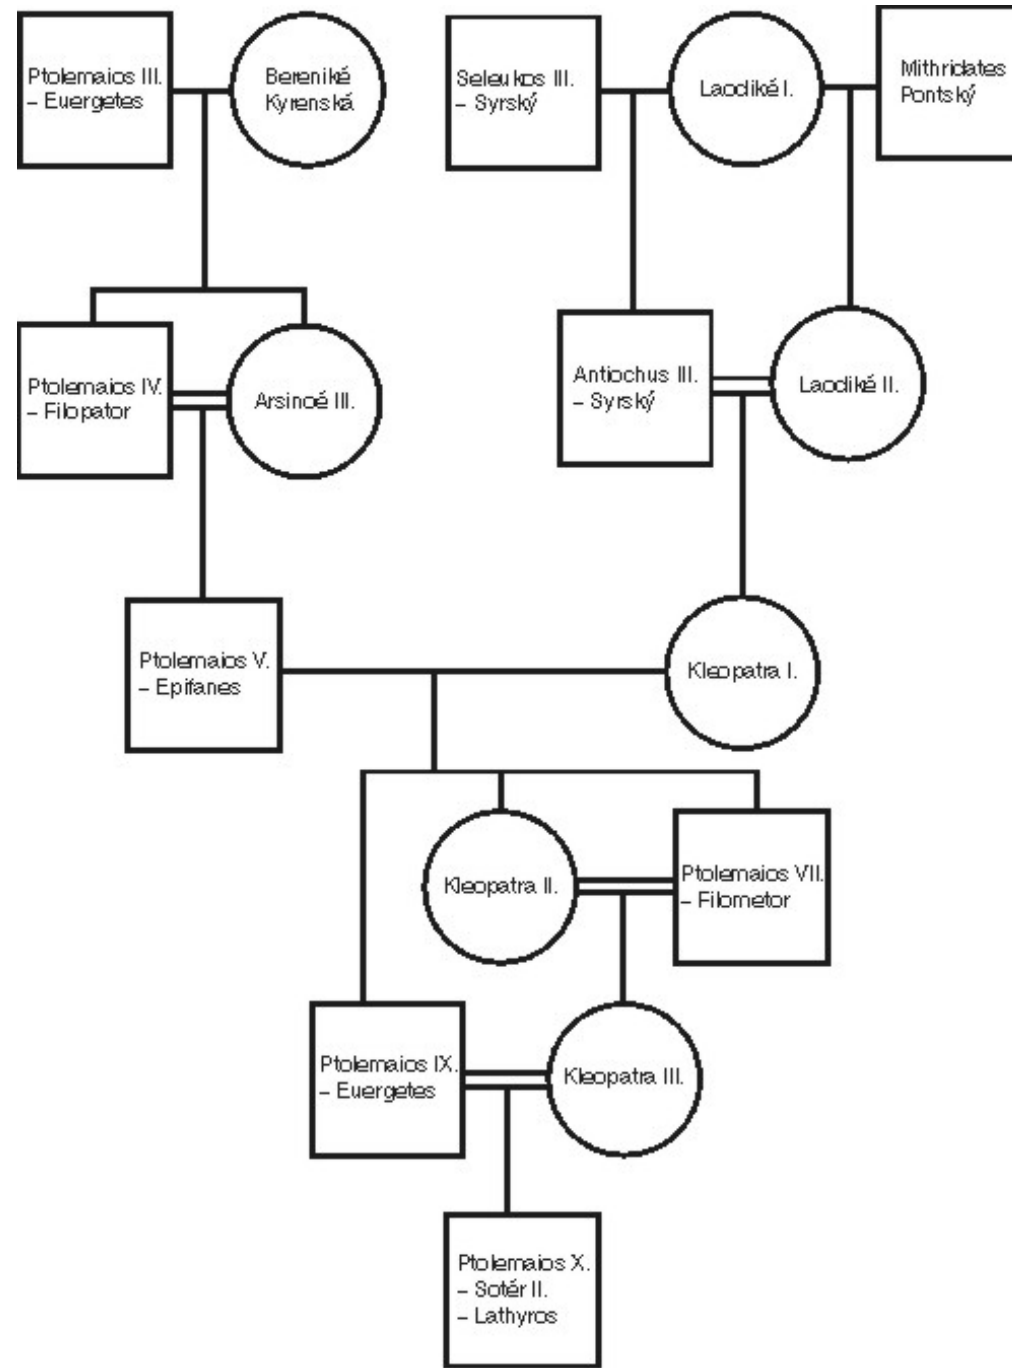 Ptolemaios III.
– Euergetes
Bereniké
Kyrenská
Seleukos III.
– Syrský
Laodiké I.
Mithridates
Pontský
Ptolemaios IV.
– Filopator
Arsinoé III.
Antiochus III.
– Syrský
Laodiké II.
Ptolemaios V.
– Epifanes
Kleopatra I.
Kleopatra II.
Ptolemaios VII.
– Filometor
Ptolemaios IX.
– Euergetes
Kleopatra III.
Ptolemaios X.
– Sotér II.
– Lathyros